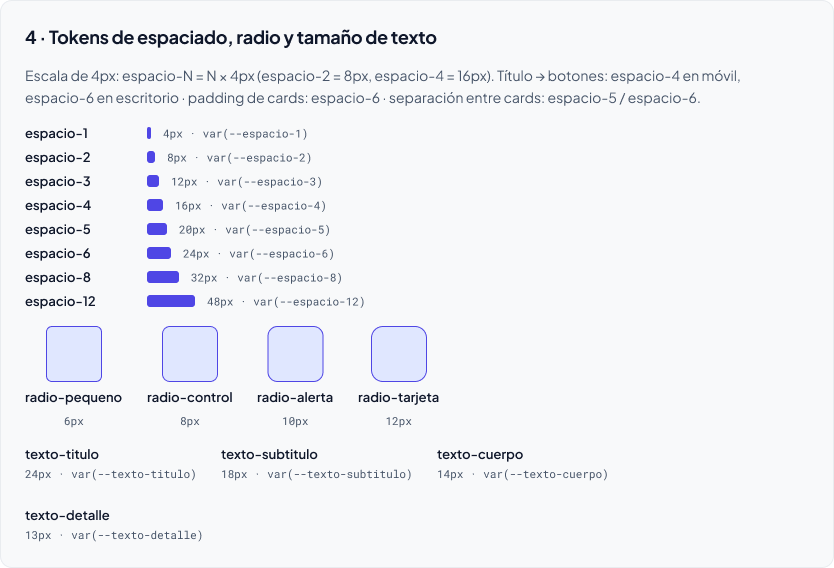 4 · Tokens de espaciado, radio y tamaño de texto
Escala de 4px: espacio-N = N × 4px (espacio-2 = 8px, espacio-4 = 16px). Título → botones: espacio-4 en móvil,
espacio-6 en escritorio · padding de cards: espacio-6 · separación entre cards: espacio-5 / espacio-6.
espacio-1 4px · var(--espacio-1)
espacio-2 8px · var(--espacio-2)
espacio-3 12px · var(--espacio-3)
espacio-4 16px · var(--espacio-4)
espacio-5 20px · var(--espacio-5)
espacio-6 24px · var(--espacio-6)
espacio-8 32px · var(--espacio-8)
espacio-12 48px · var(--espacio-12)
radio-pequeno radio-control radio-alerta radio-tarjeta
6px 8px 10px 12px
texto-titulo texto-subtitulo texto-cuerpo
24px · var(--texto-titulo) 18px · var(--texto-subtitulo) 14px · var(--texto-cuerpo)
texto-detalle
13px · var(--texto-detalle)